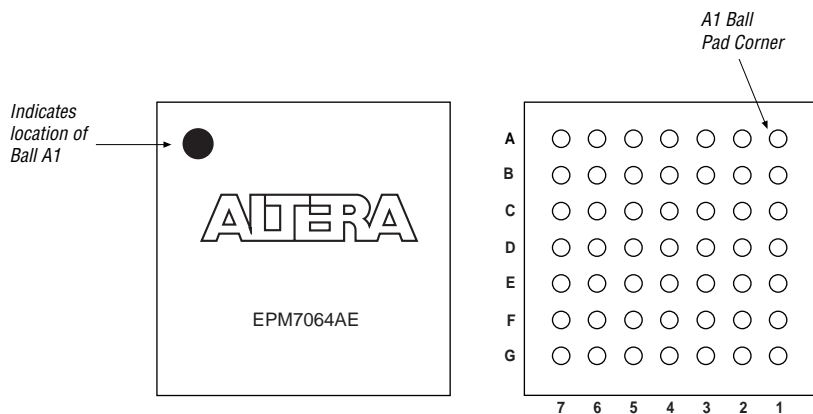 A1 Ball
Pad Corner
Indicates
location of
Ball A1
ALTERA
EPM7064AE
A
B
C
D
E
F
G
7 6 5 4 3 2 1